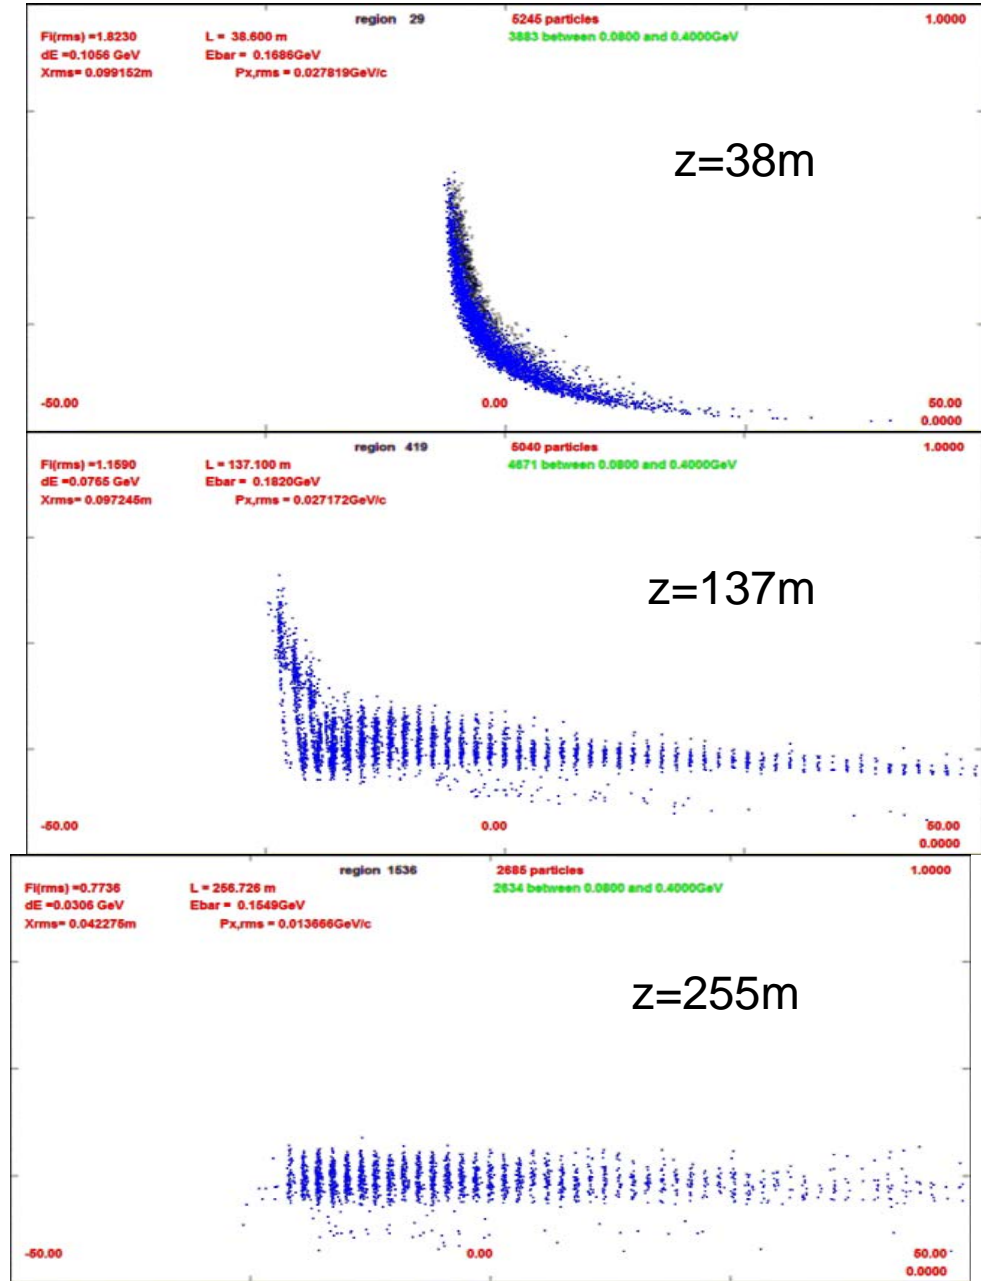 region 29 5245 particles 1.0000
Fi(rms) =1.8230 L = 38.600 m 3883 between 0.0800 and 0.4000GeV
dE =0.1056 GeV Ebar = 0.1686GeV
Xrms= 0.099152m Px,rms = 0.027819GeV/c
z=38m
-50.00 0.00 50.00
0.0000
region 419 5040 particles 1.0000
Fi(rms) =1.1590 L = 137.100 m 4671 between 0.0800 and 0.4000GeV
dE =0.0765 GeV Ebar = 0.1820GeV
Xrms= 0.097245m Px,rms = 0.027172GeV/c
z=137m
-50.00 0.00 50.00
0.0000
region 1536 2685 particles 1.0000
Fi(rms) =0.7736 L = 256.726 m 2634 between 0.0800 and 0.4000GeV
dE =0.0306 GeV Ebar = 0.1549GeV
Xrms= 0.042275m Px,rms = 0.013666GeV/c
z=255m
-50.00 0.00 50.00
0.0000